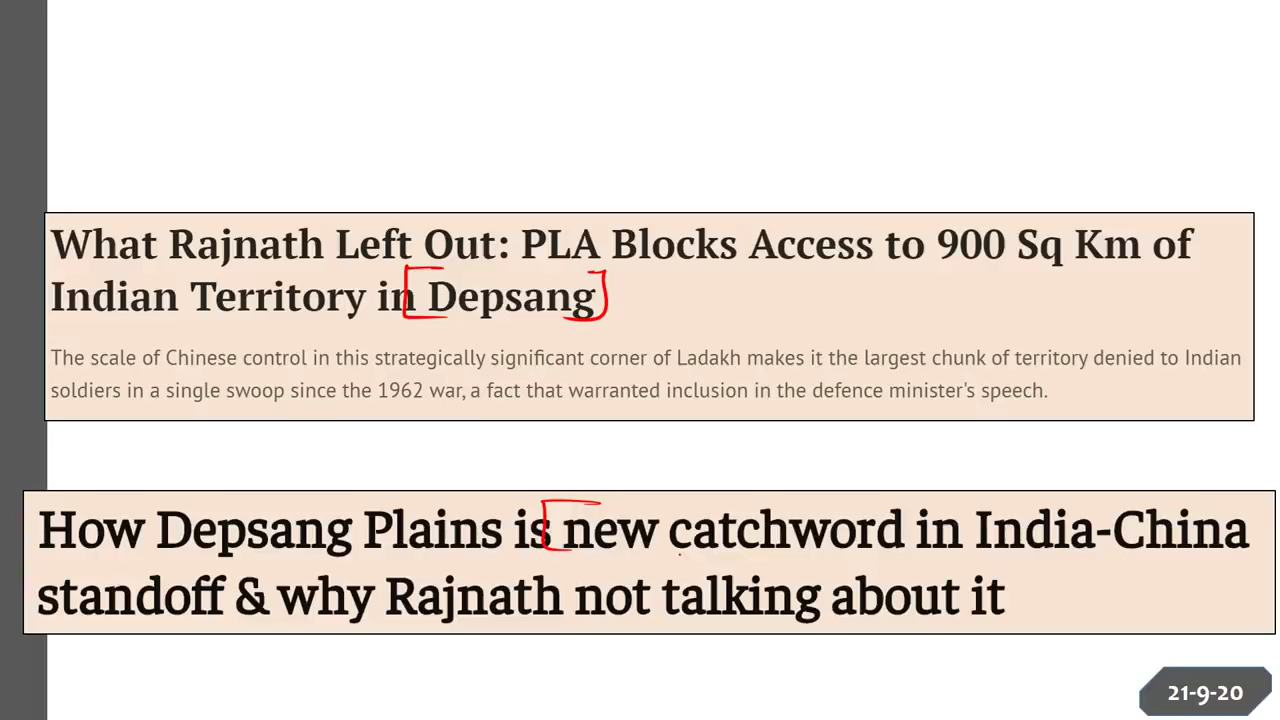 What Rajnath Left Out: PLA Blocks Access to 900 Sq Km of
Indian Territory in Depsang
The scale of Chinese control in this strategically significant corner of Ladakh makes it the largest chunk of territory denied to Indian
soldiers in a single swoop since the 1962 war, a fact that warranted inclusion in the defence minister's speech.
How Depsang Plains is new catchword in India-China
standoff & why Rajnath not talking about it
21-9-20